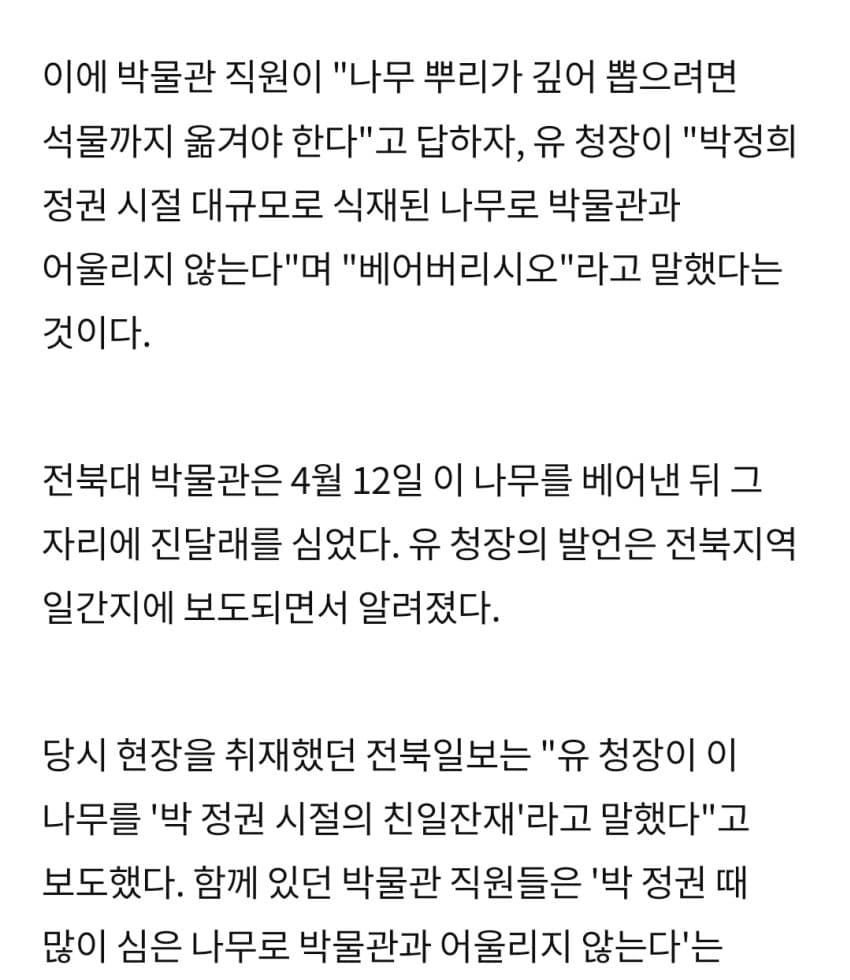 이에 박물관 직원이 "나무 뿌리가 깊어 뽑으려면
석물까지 옮겨야 한다"고 답하자, 유 청장이 "박정희
정권 시절 대규모로 식재된 나무로 박물관과
어울리지 않는다"며 "베어버리시오"라고 말했다는
것이다.
전북대 박물관은 4월 12일 이 나무를 베어낸 뒤 그
자리에 진달래를 심었다. 유 청장의 발언은 전북지역
일간지에 보도되면서 알려졌다.
당시 현장을 취재했던 전북일보는 "유 청장이 이
나무를 '박 정권 시절의 친일잔재'라고 말했다"고
보도했다. 함께 있던 박물관 직원들은 '박 정권 때
많이 심은 나무로 박물관과 어울리지 않는다'는